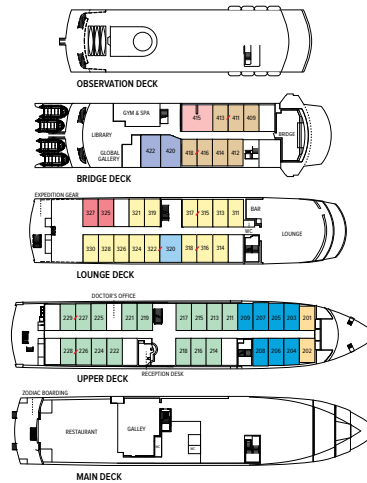 OBSERVATION DECK
GYM & SPA
415 413 411 409
LIBRARY
BRIDGE
GLOBAL
GALLERY
422 420 418 416 414 412
BRIDGE DECK
EXPEDITION GEAR
327 325 321 319 317 315 313 311
BAR
LOUNGE
WC
330 328 326 324 322 320 318 316 314
LOUNGE DECK
DOCTOR'S OFFICE
229 227 225 221 219 217 215 213 211 209 207 205 203 201
228 226 224 222 218 216 214 208 206 204 202
RECEPTION DESK
UPPER DECK
ZODIAC BOARDING
RESTAURANT
GALLEY
MAIN DECK